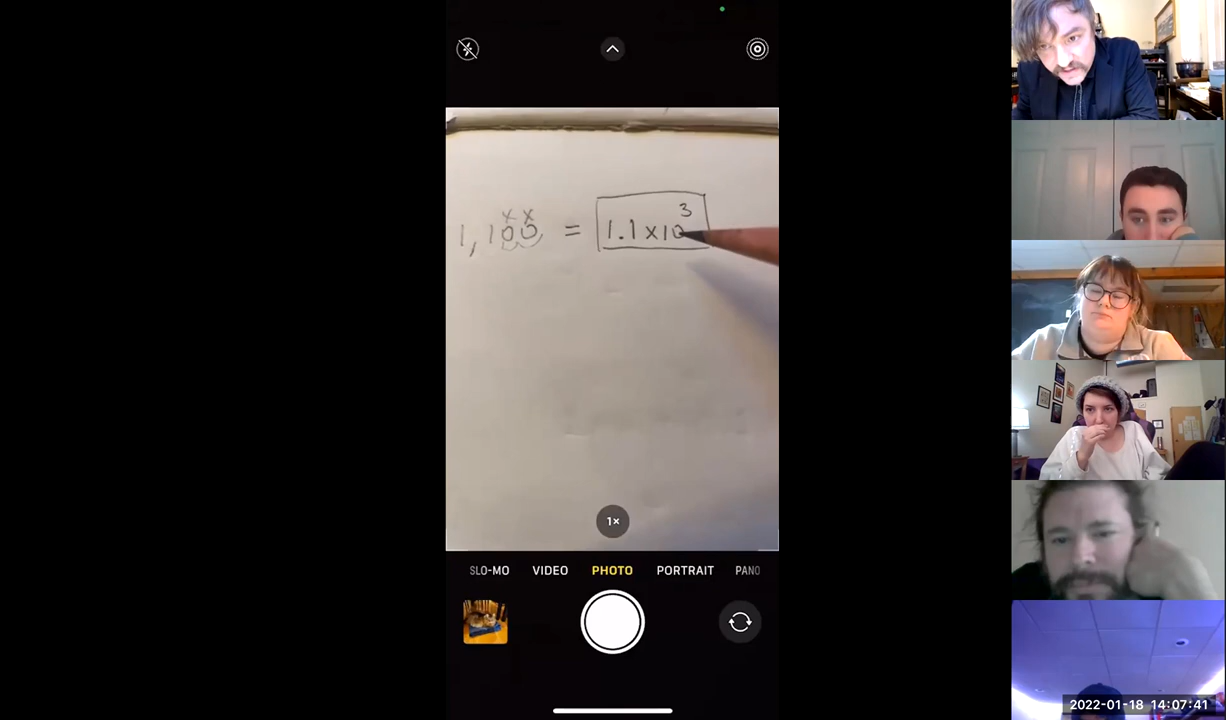 x x
1,100 = 1.1x10³
1×
SLO-MO VIDEO PHOTO PORTRAIT PANO
2022-01-18 14:07:41